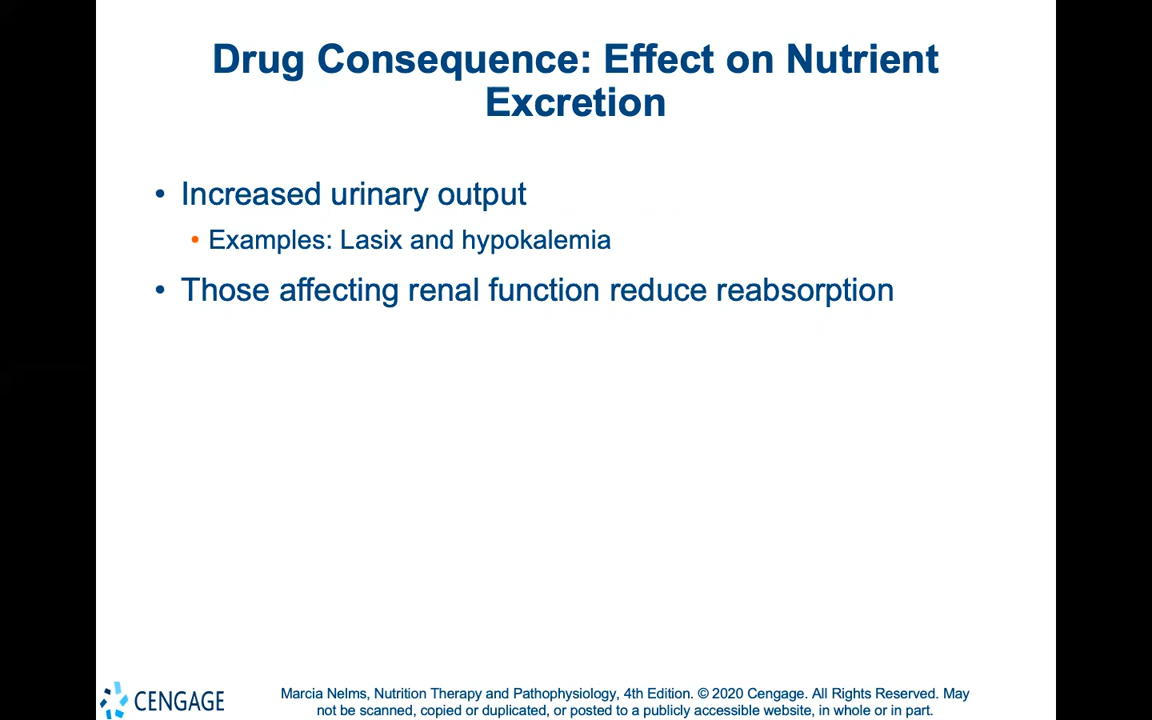 Drug Consequence: Effect on Nutrient
Excretion
• Increased urinary output
• Examples: Lasix and hypokalemia
• Those affecting renal function reduce reabsorption
CENGAGE
Marcia Nelms, Nutrition Therapy and Pathophysiology, 4th Edition. © 2020 Cengage. All Rights Reserved. May
not be scanned, copied or duplicated, or posted to a publicly accessible website, in whole or in part.